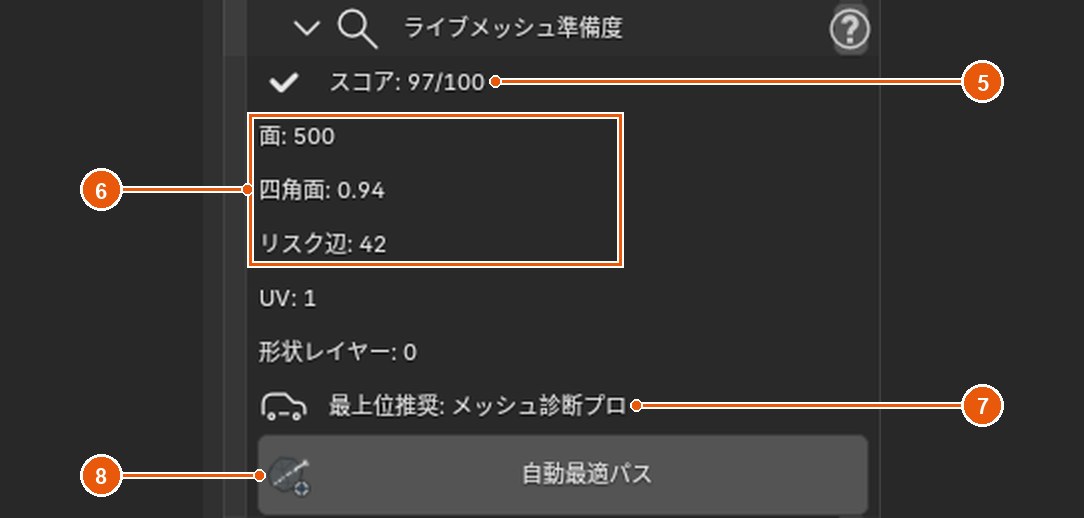 ライブメッシュ準備度
?
スコア: 97/100
5
面: 500
6
四角面: 0.94
リスク辺: 42
UV: 1
形状レイヤー: 0
最上位推奨: メッシュ診断プロ
7
8
自動最適パス